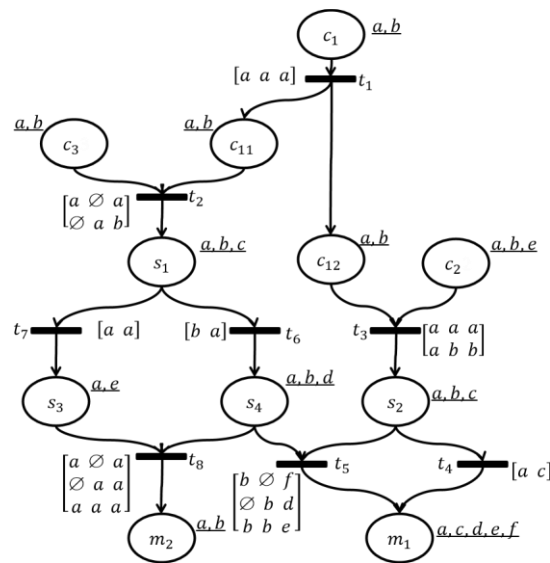 c₁ a, b
[a a a] t₁
a, b a, b
c₃ c₁₁
[a ∅ a] t₂
[∅ a b]
s₁ a, b, c
c₁₂ a, b
c₂ a, b, e
t₇ [a a] [b a] t₆
t₃ [a a a]
[a b b]
s₃ a, e
s₄ a, b, d
s₂ a, b, c
[a ∅ a] t₈
[∅ a a]
[a a a]
[b ∅ f] t₅
[∅ b d]
[b b e]
t₄ [a c]
m₂ a, b
m₁ a, c, d, e, f